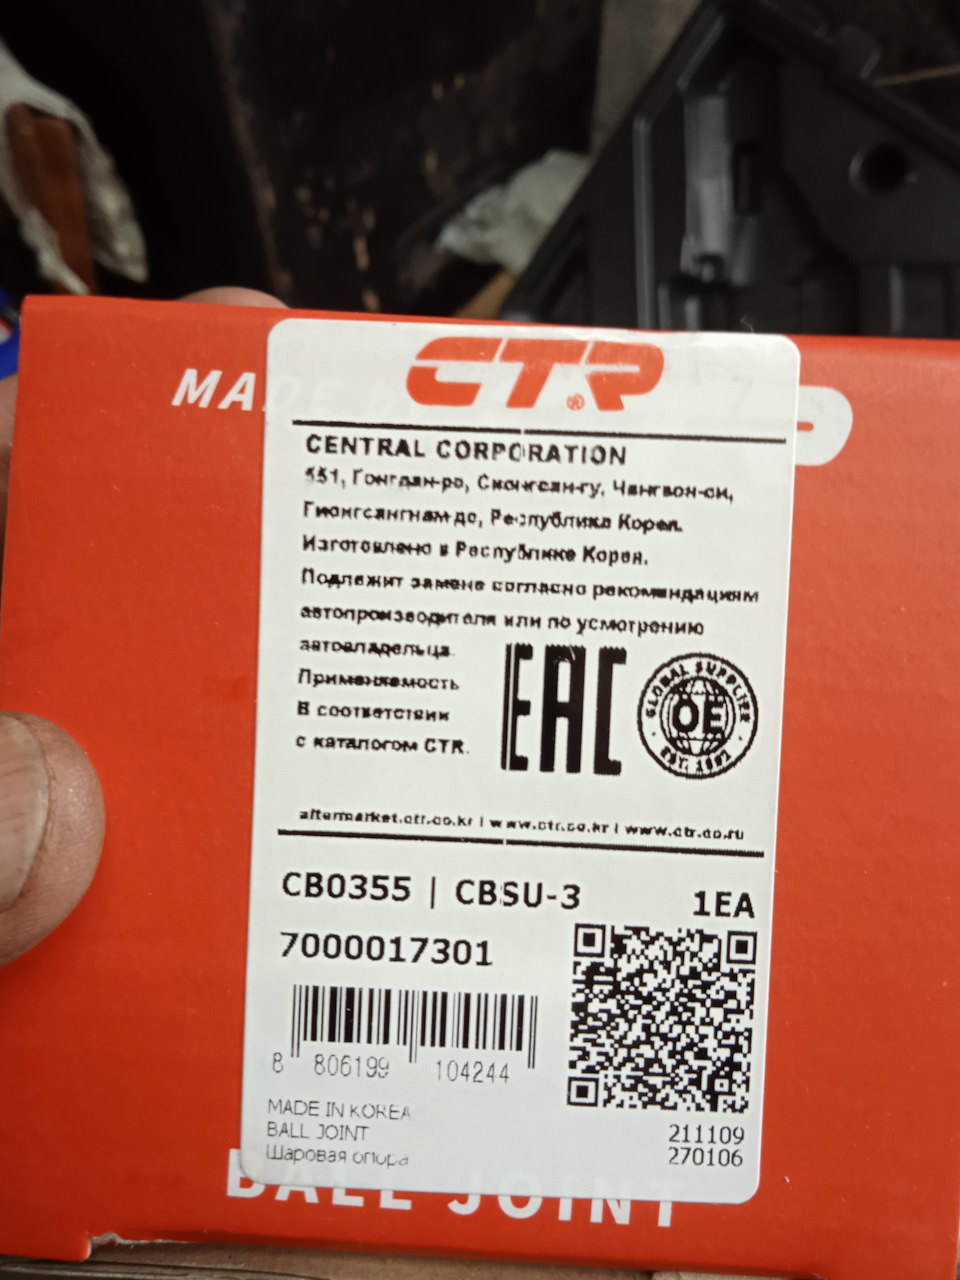 MADE b
CTR
®
CENTRAL CORPORATION
551, Гонгдан-ро, Сионгсан-гу, Чангвон-си,
Гионгсангнам-до, Республика Корея.
Изготовлено в Республике Корея.
Подлежит замене согласно рекомендациям
автопроизводителя или по усмотрению
автовладельца.
Применяемость
В соответствии
с каталогом CTR.
EAC
GLOBAL SUPPLIER
OE
aftermarket.ctr.co.kr | www.ctr.co.kr | www.ctr.co.ru
CB0355 | CBSU-3
1EA
7000017301
8 806199 104244
MADE IN KOREA
BALL JOINT
Шаровая опора
211109
270106
BALL JOINT